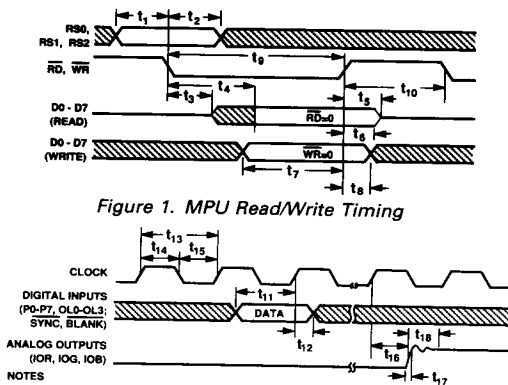 RS0,
RS1, RS2
t1
t2
t9
RD, WR
t4
t10
t3
t5
D0 - D7
(READ)
RD=0
t6
D0 - D7
(WRITE)
WR=0
t7
t8
Figure 1. MPU Read/Write Timing
t13
t14
t15
CLOCK
t11
DIGITAL INPUTS
(P0-P7, OL0-OL3;
SYNC, BLANK)
DATA
t12
t18
ANALOG OUTPUTS
(IOR, IOG, IOB)
t16
t17
NOTES